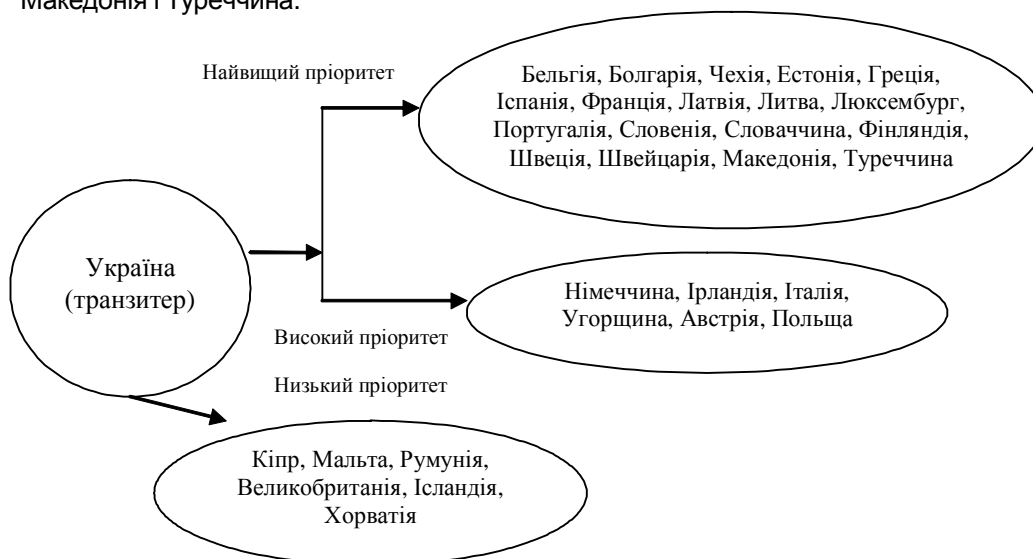 Македонія і Туреччина.
Найвищий пріоритет
Бельгія, Болгарія, Чехія, Естонія, Греція,
Іспанія, Франція, Латвія, Литва, Люксембург,
Португалія, Словенія, Словаччина, Фінляндія,
Швеція, Швейцарія, Македонія, Туреччина
Україна
(транзитер)
Німеччина, Ірландія, Італія,
Угорщина, Австрія, Польща
Високий пріоритет
Низький пріоритет
Кіпр, Мальта, Румунія,
Великобританія, Ісландія,
Хорватія